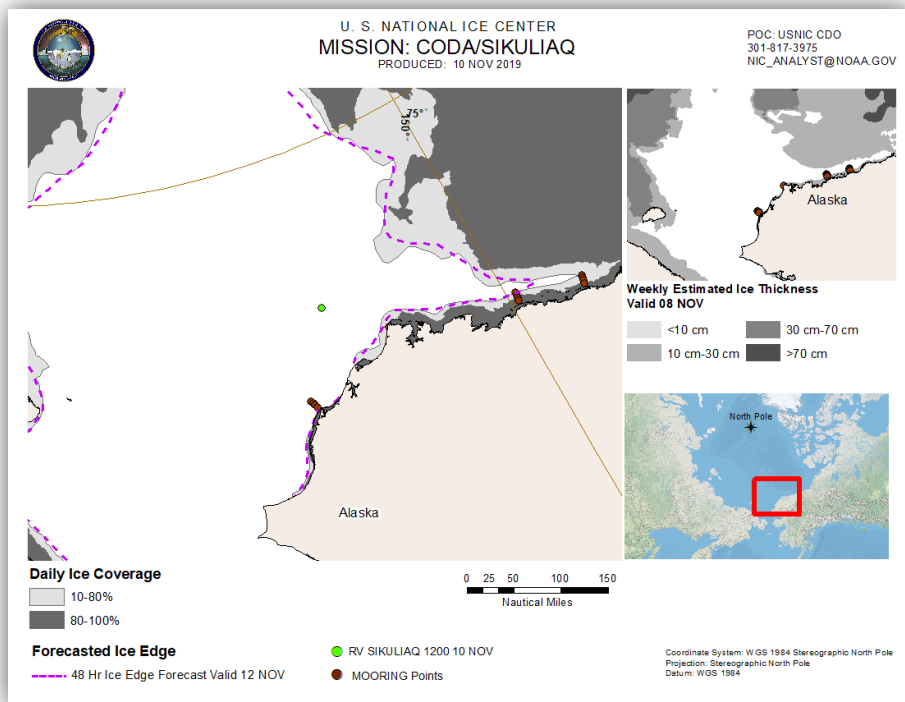 U. S. NATIONAL ICE CENTER
MISSION: CODA/SIKULIAQ
PRODUCED: 10 NOV 2019
POC: USNIC CDO
301-817-3975
NIC_ANALYST@NOAA.GOV
75°
150°
Alaska
Alaska
Weekly Estimated Ice Thickness
Valid 08 NOV
<10 cm
30 cm-70 cm
10 cm-30 cm
>70 cm
North Pole
Daily Ice Coverage
10-80%
80-100%
0 25 50 100 150
Nautical Miles
Forecasted Ice Edge
48 Hr Ice Edge Forecast Valid 12 NOV
RV SIKULIAQ 1200 10 NOV
MOORING Points
Coordinate System: WGS 1984 Stereographic North Pole
Projection: Stereographic North Pole
Datum: WGS 1984